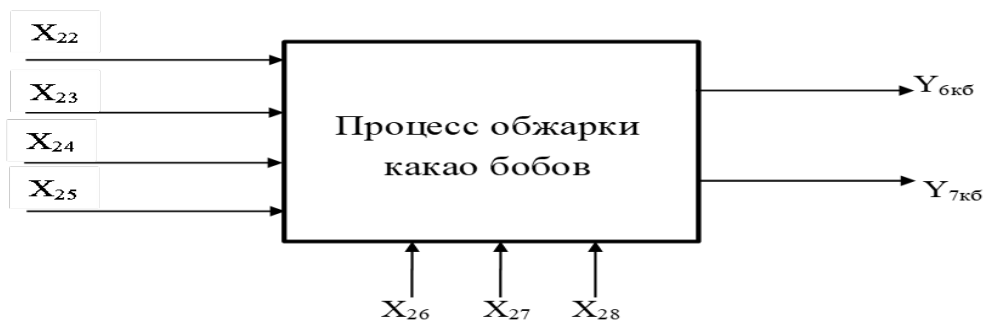 X22
X23
X24
X25
Процесс обжарки
какао бобов
Y6кб
Y7кб
X26 X27 X28